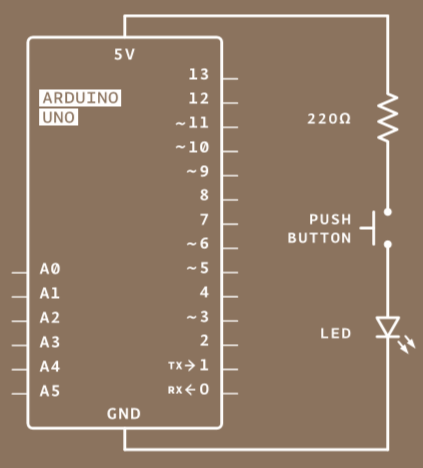 5V
ARDUINO
UNO
13
12
~11
~10
~9
8
7
~6
~5
4
~3
2
TX→1
RX←0
A0
A1
A2
A3
A4
A5
GND
220Ω
PUSH
BUTTON
LED